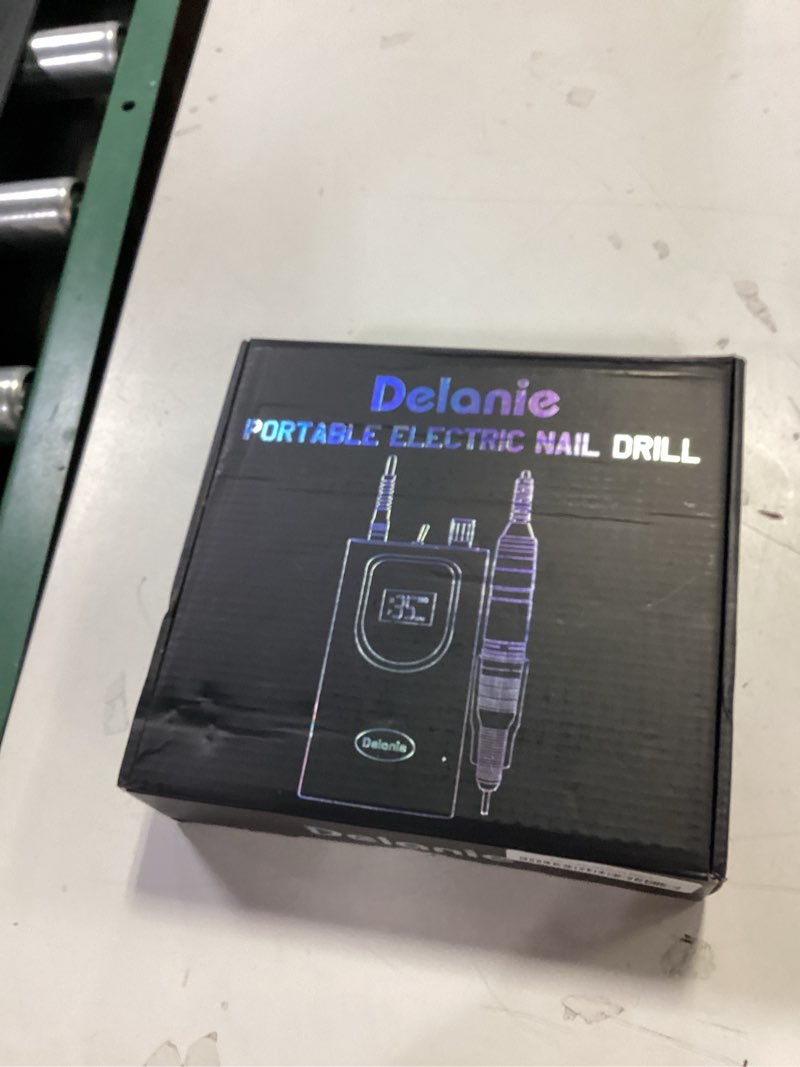 Delanie
PORTABLE ELECTRIC NAIL DRILL
35
Delanie
Delanie